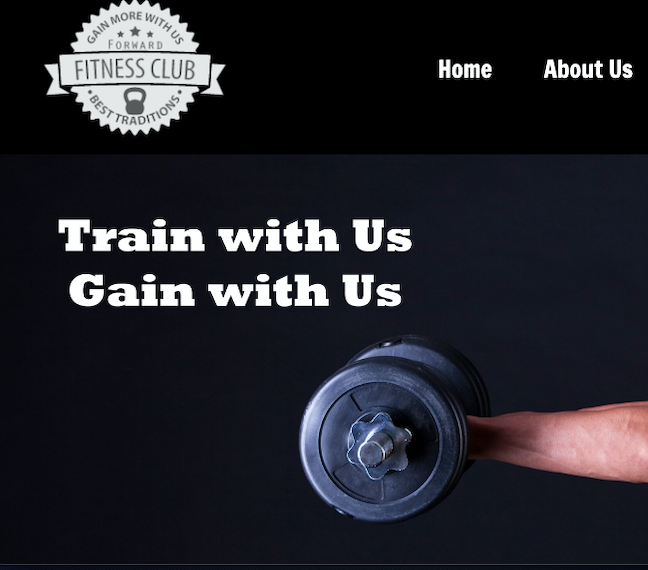 GAIN MORE WITH US
FORWARD
FITNESS CLUB
BEST TRADITIONS
Home About Us
Train with Us
Gain with Us